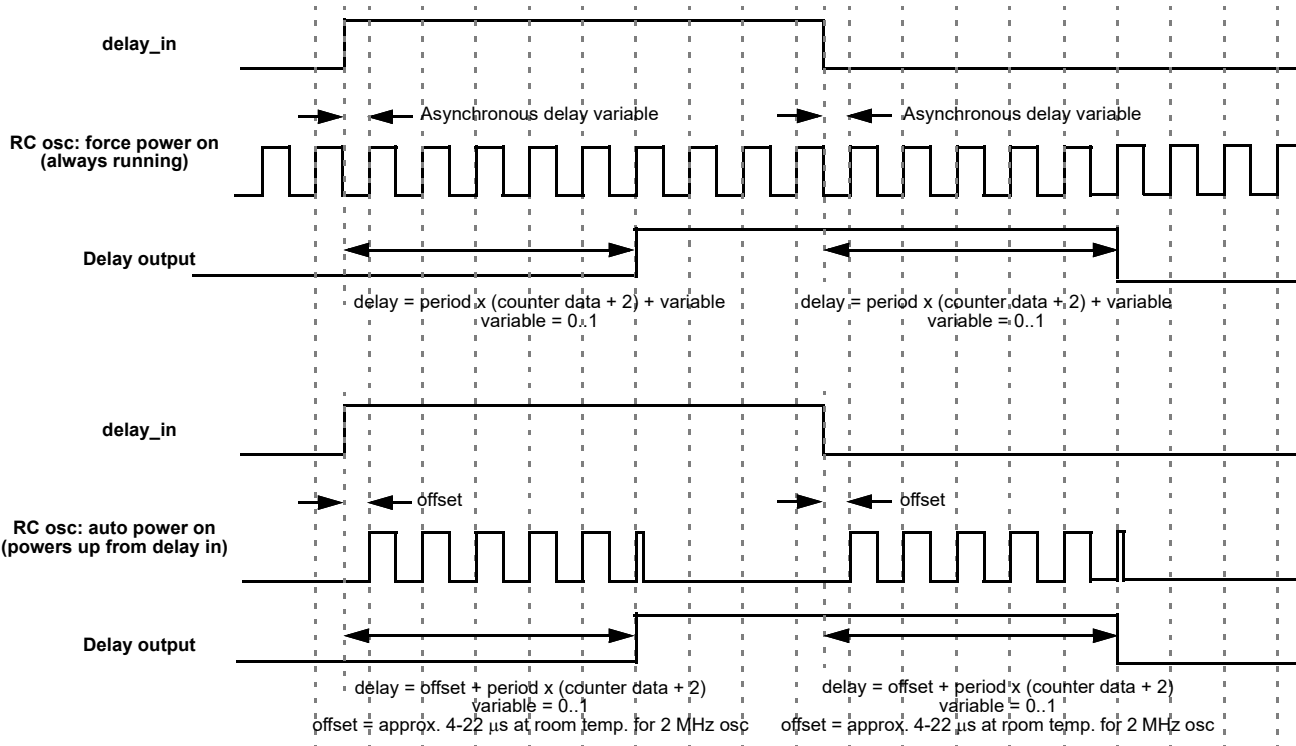 delay_in
Asynchronous delay variable
Asynchronous delay variable
RC osc: force power on
(always running)
Delay output
delay = period x (counter data + 2) + variable
variable = 0..1
delay = period x (counter data + 2) + variable
variable = 0..1
delay_in
offset
offset
RC osc: auto power on
(powers up from delay in)
Delay output
delay = offset + period x (counter data + 2)
variable = 0..1
offset = approx. 4-22 μs at room temp. for 2 MHz osc
delay = offset + period x (counter data + 2)
variable = 0..1
offset = approx. 4-22 μs at room temp. for 2 MHz osc